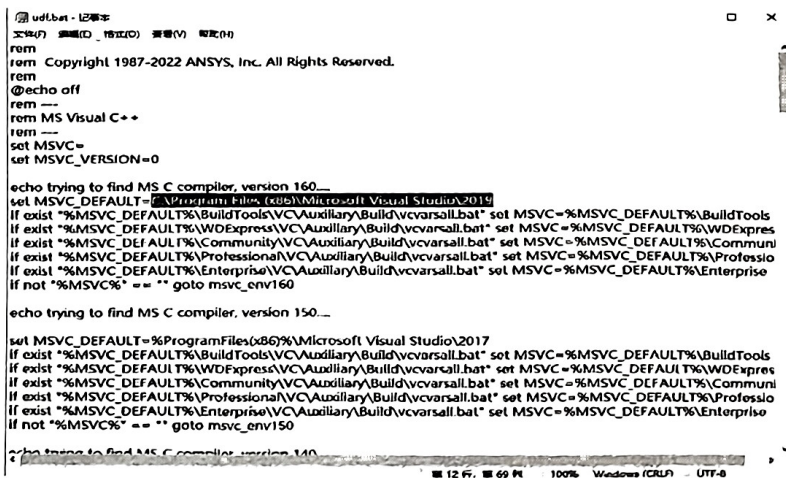 udf.bat - 记事本
文件(F) 编辑(E) 格式(O) 查看(V) 帮助(H)
rem
rem Copyright 1987-2022 ANSYS, Inc. All Rights Reserved.
rem
@echo off
rem ---
rem MS Visual C++
rem ---
set MSVC=
set MSVC_VERSION=0
echo trying to find MS C compiler, version 160...
set MSVC_DEFAULT=C:\Program Files (x86)\Microsoft Visual Studio\2019
if exist "%MSVC_DEFAULT%\BuildTools\VC\Auxiliary\Build\vcvarsall.bat" set MSVC=%MSVC_DEFAULT%\BuildTools
if exist "%MSVC_DEFAULT%\WDExpress\VC\Auxiliary\Build\vcvarsall.bat" set MSVC=%MSVC_DEFAULT%\WDExpres
if exist "%MSVC_DEFAULT%\Community\VC\Auxiliary\Build\vcvarsall.bat" set MSVC=%MSVC_DEFAULT%\Communi
if exist "%MSVC_DEFAULT%\Professional\VC\Auxiliary\Build\vcvarsall.bat" set MSVC=%MSVC_DEFAULT%\Professio
if exist "%MSVC_DEFAULT%\Enterprise\VC\Auxiliary\Build\vcvarsall.bat" set MSVC=%MSVC_DEFAULT%\Enterprise
if not "%MSVC%" == "" goto msvc_env160
echo trying to find MS C compiler, version 150...
set MSVC_DEFAULT=%ProgramFiles(x86)%\Microsoft Visual Studio\2017
if exist "%MSVC_DEFAULT%\BuildTools\VC\Auxiliary\Build\vcvarsall.bat" set MSVC=%MSVC_DEFAULT%\BuildTools
if exist "%MSVC_DEFAULT%\WDExpress\VC\Auxiliary\Build\vcvarsall.bat" set MSVC=%MSVC_DEFAULT%\WDExpres
if exist "%MSVC_DEFAULT%\Community\VC\Auxiliary\Build\vcvarsall.bat" set MSVC=%MSVC_DEFAULT%\Communi
if exist "%MSVC_DEFAULT%\Professional\VC\Auxiliary\Build\vcvarsall.bat" set MSVC=%MSVC_DEFAULT%\Professio
if exist "%MSVC_DEFAULT%\Enterprise\VC\Auxiliary\Build\vcvarsall.bat" set MSVC=%MSVC_DEFAULT%\Enterprise
if not "%MSVC%" == "" goto msvc_env150
echo trying to find MS C compiler, version 140
第 12 行, 第 69 列 100% Windows (CRLF) UTF-8